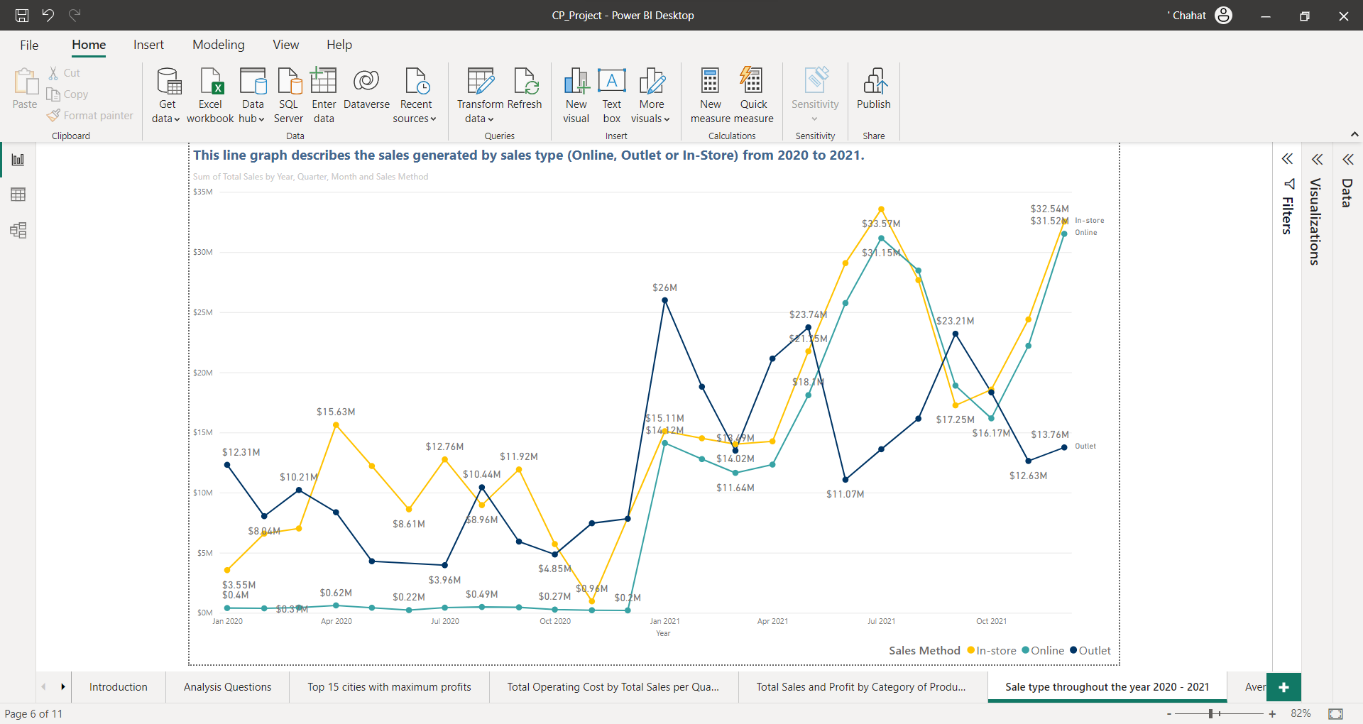 CP_Project - Power BI Desktop
' Chahat
File Home Insert Modeling View Help
Paste
Cut
Copy
Format painter
Clipboard
Get data
Excel workbook
Data hub
SQL Server
Enter data
Dataverse
Recent sources
Data
Transform data
Refresh
Queries
New visual
Text box
More visuals
Insert
New measure
Quick measure
Calculations
Sensitivity
Sensitivity
Publish
Share
This line graph describes the sales generated by sales type (Online, Outlet or In-Store) from 2020 to 2021.
Sum of Total Sales by Year, Quarter, Month and Sales Method
$35M
$30M
$25M
$20M
$15M
$10M
$5M
$0M
$12.31M
$8.04M
$10.21M
$15.63M
$8.61M
$12.76M
$10.44M
$8.96M
$11.92M
$3.96M
$4.85M
$0.96M
$3.55M
$0.4M
$0.62M
$0.22M
$0.49M
$0.27M
$0.2M
$26M
$15.11M
$14.12M
$14.02M
$11.64M
$23.74M
$18.1M
$33.57M
$31.15M
$11.07M
$23.21M
$17.25M
$16.17M
$12.63M
$13.76M
$32.54M
$31.52M
In-store
Online
Outlet
Jan 2020 Apr 2020 Jul 2020 Oct 2020 Jan 2021 Apr 2021 Jul 2021 Oct 2021
Year
Sales Method In-store Online Outlet
Filters
Visualizations
Data
Introduction
Analysis Questions
Top 15 cities with maximum profits
Total Operating Cost by Total Sales per Qua...
Total Sales and Profit by Category of Produ...
Sale type throughout the year 2020 - 2021
Aver
Page 6 of 11
- + 82%